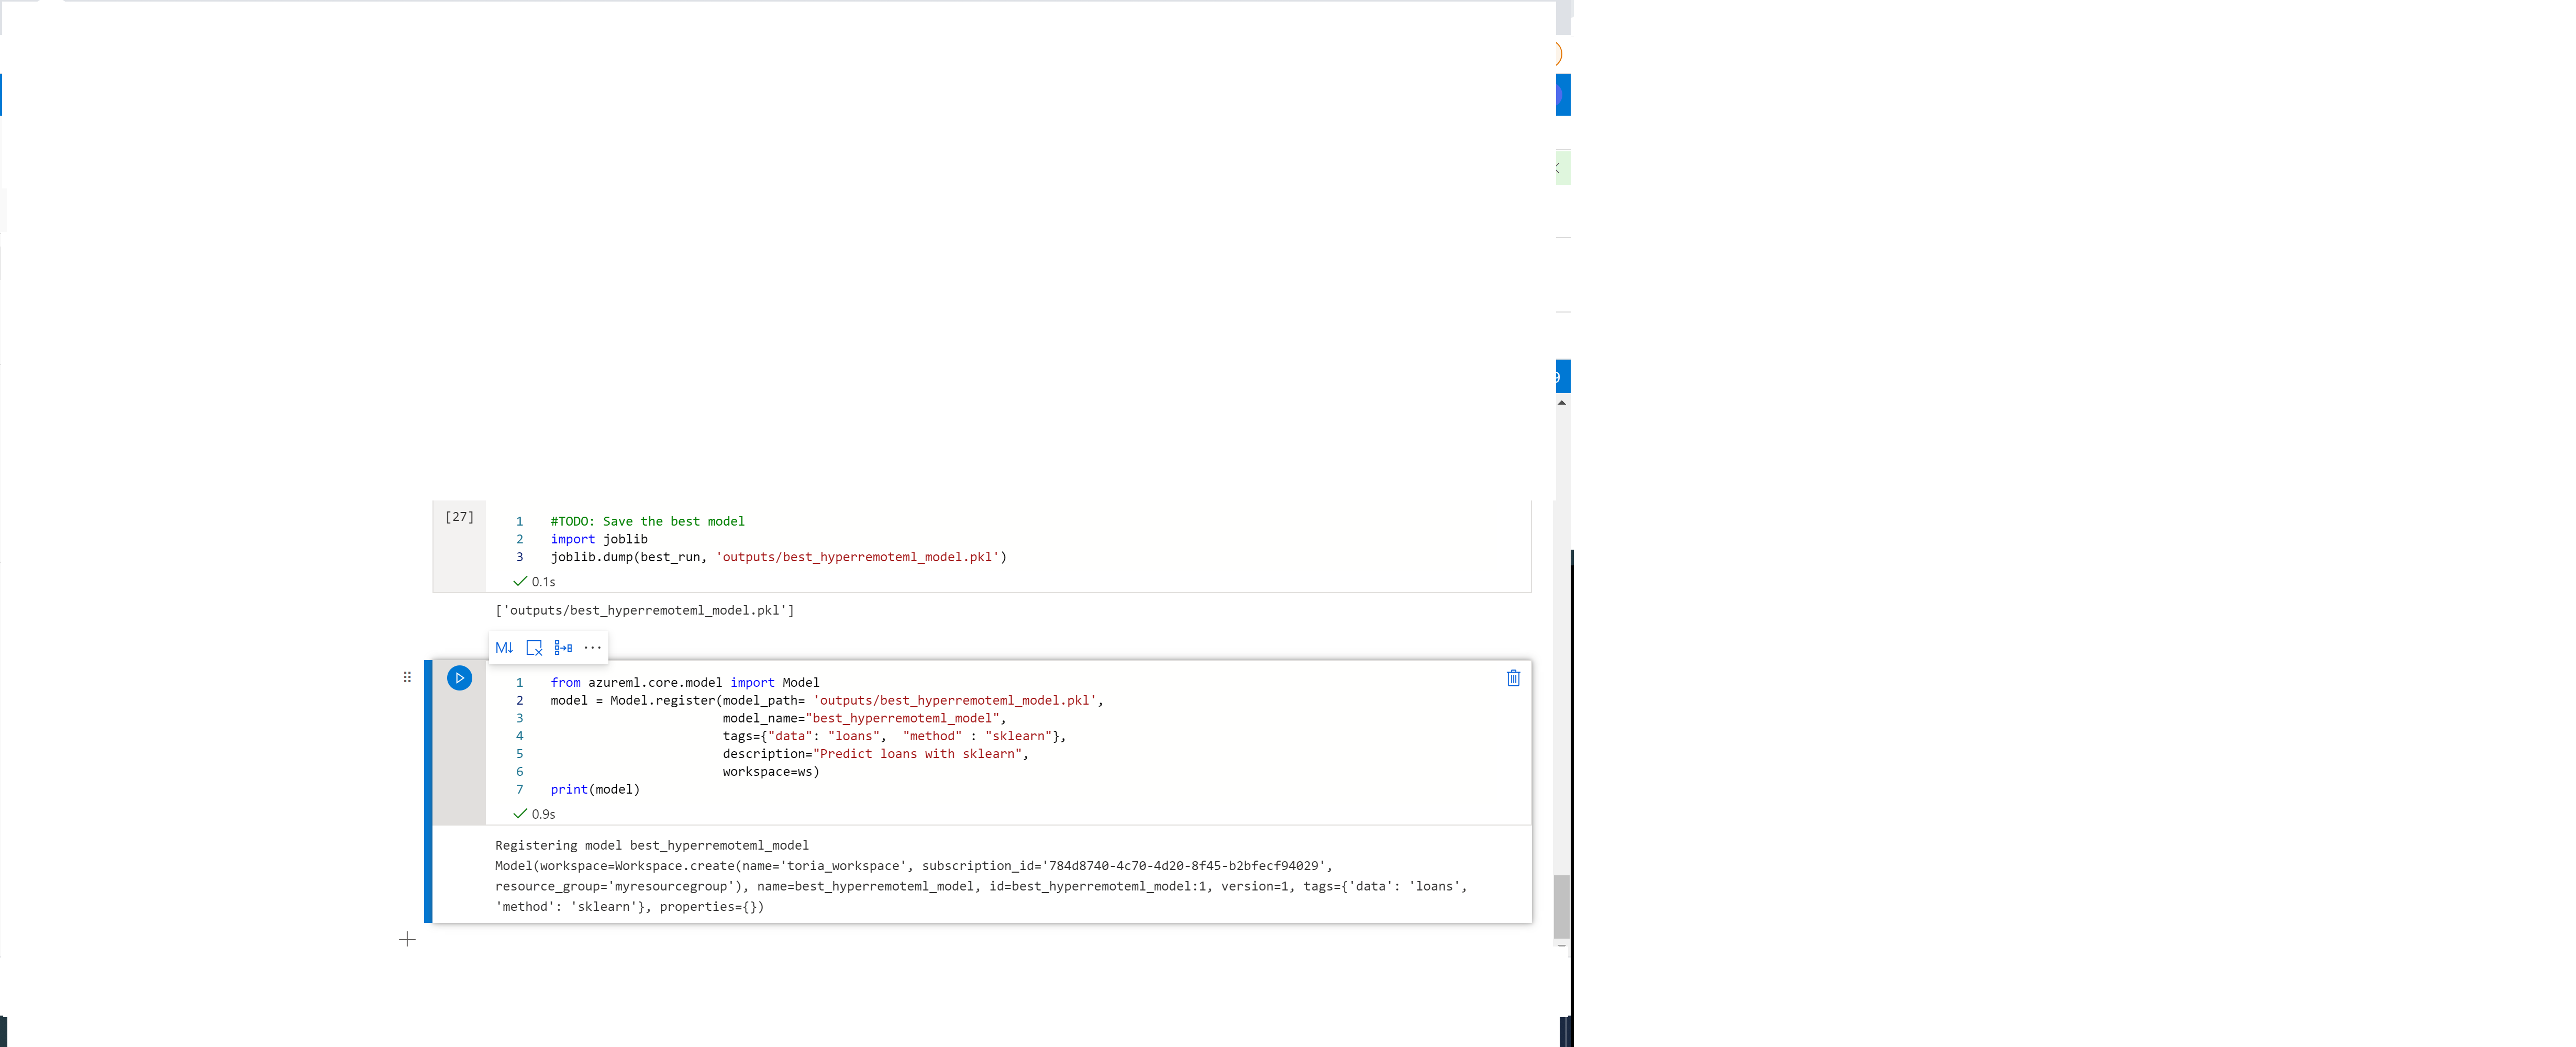 [27]
1 #TODO: Save the best model
2 import joblib
3 joblib.dump(best_run, 'outputs/best_hyperremoteml_model.pkl')
0.1s
['outputs/best_hyperremoteml_model.pkl']
M↓ ···
1 from azureml.core.model import Model
2 model = Model.register(model_path= 'outputs/best_hyperremoteml_model.pkl',
3 model_name="best_hyperremoteml_model",
4 tags={"data": "loans", "method" : "sklearn"},
5 description="Predict loans with sklearn",
6 workspace=ws)
7 print(model)
0.9s
Registering model best_hyperremoteml_model
Model(workspace=Workspace.create(name='toria_workspace', subscription_id='784d8740-4c70-4d20-8f45-b2bfecf94029',
resource_group='myresourcegroup'), name=best_hyperremoteml_model, id=best_hyperremoteml_model:1, version=1, tags={'data': 'loans',
'method': 'sklearn'}, properties={})